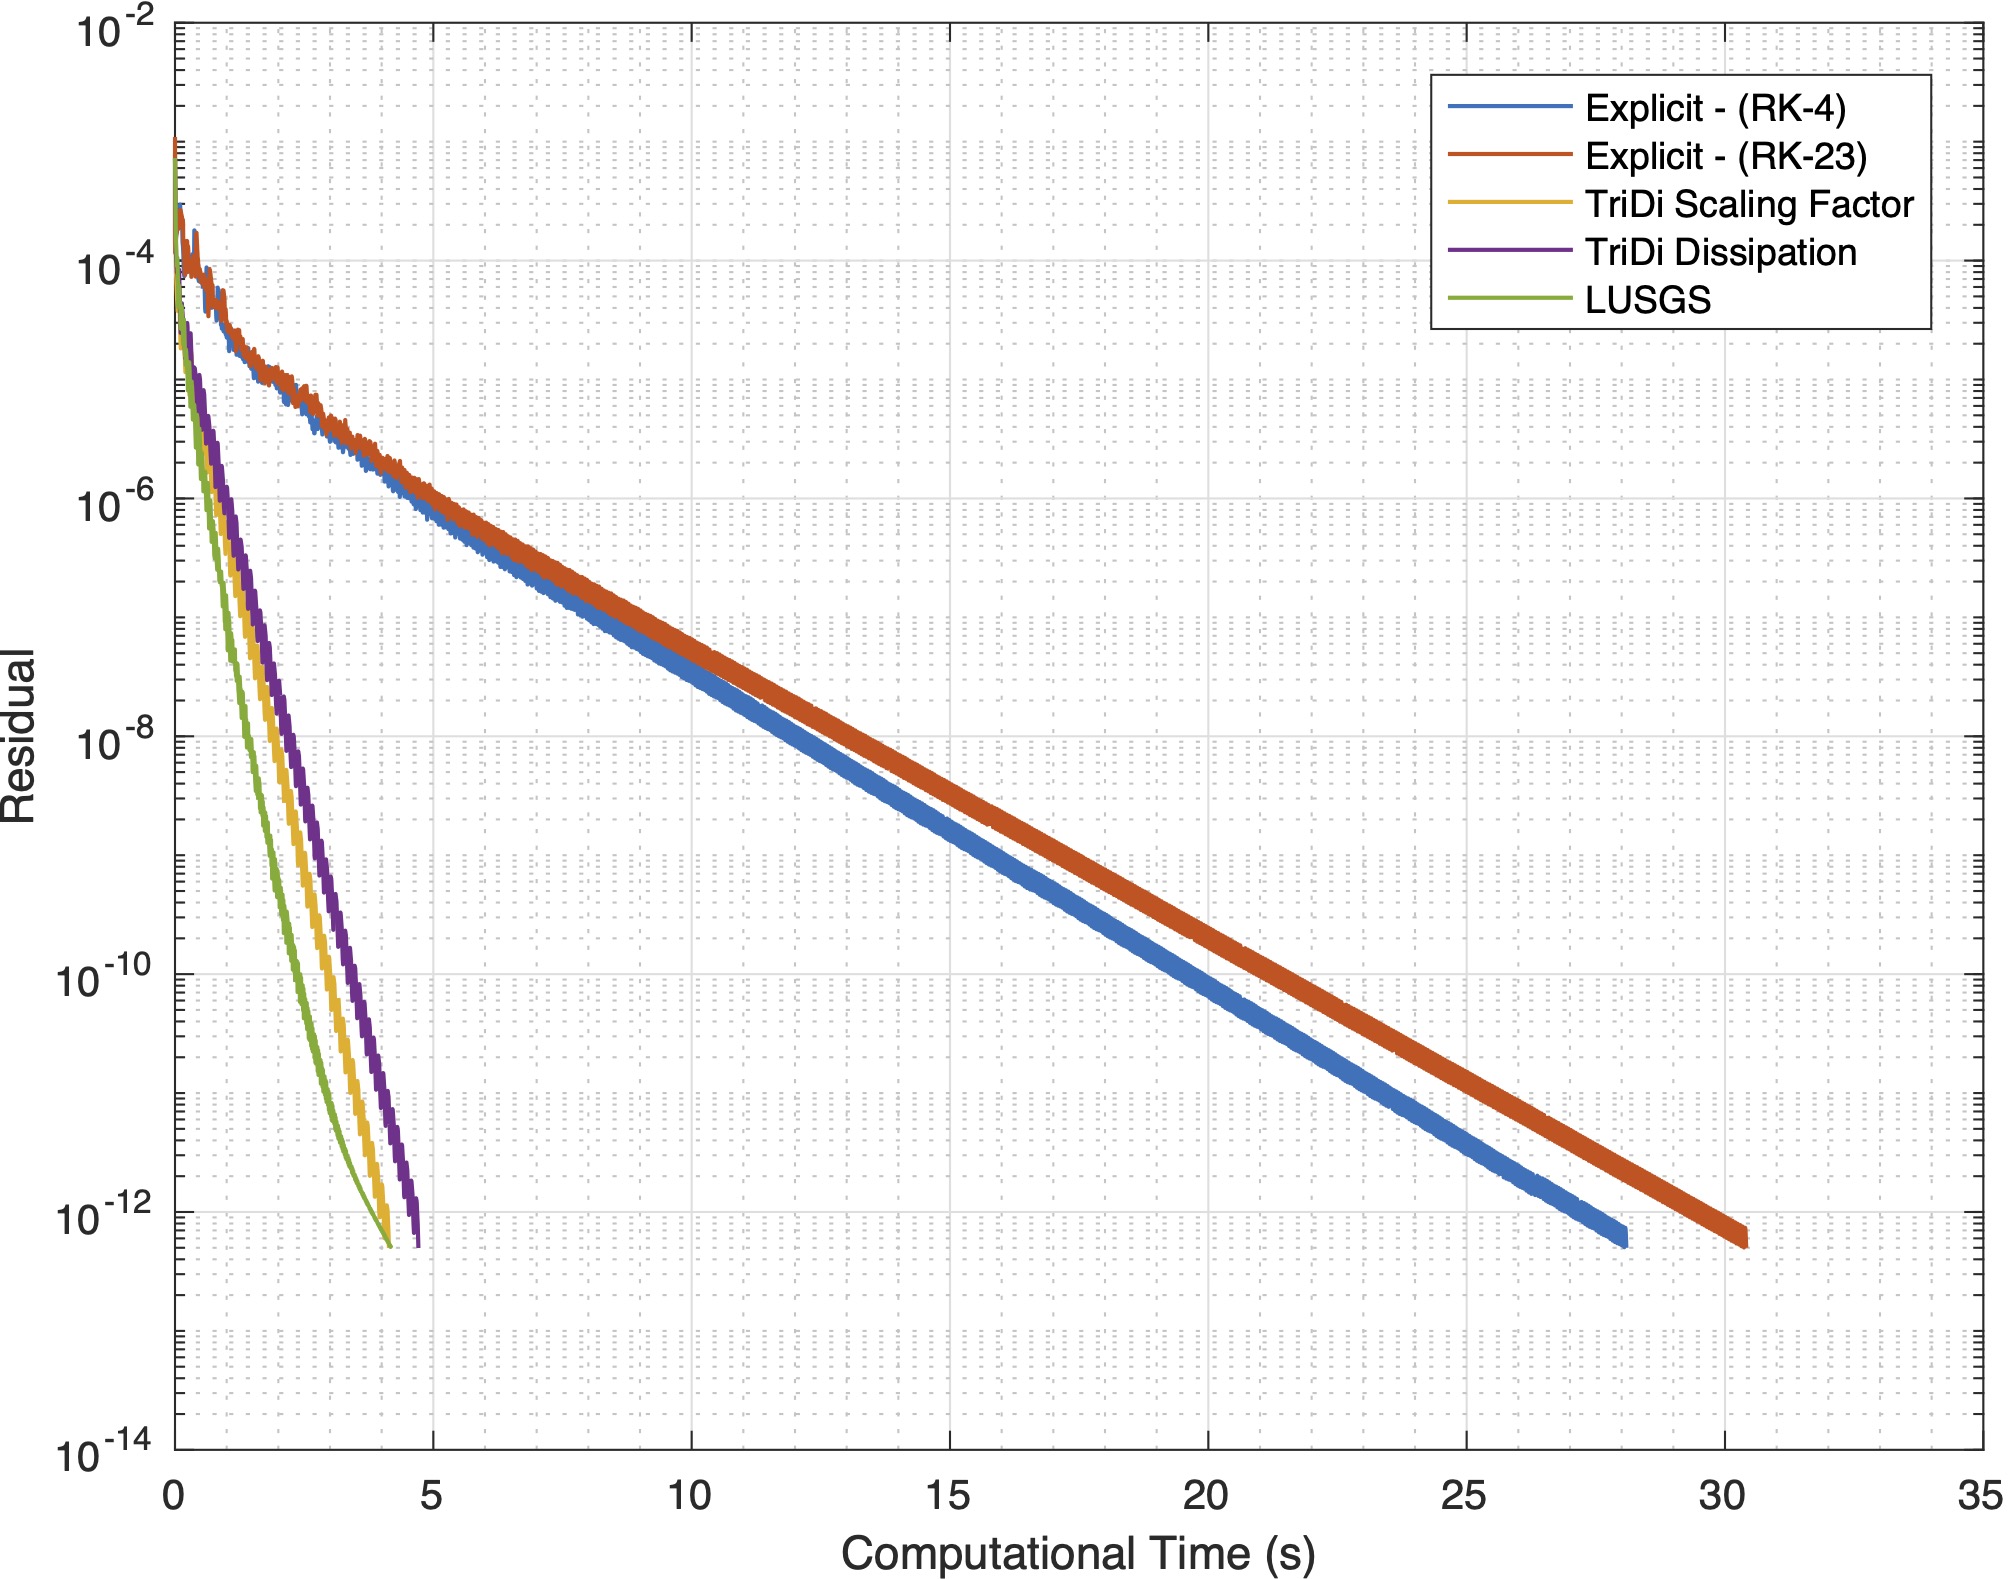 10-2
10-4
10-6
10-8
10-10
10-12
10-14
Residual
0 5 10 15 20 25 30 35
Computational Time (s)
Explicit - (RK-4)
Explicit - (RK-23)
TriDi Scaling Factor
TriDi Dissipation
LUSGS